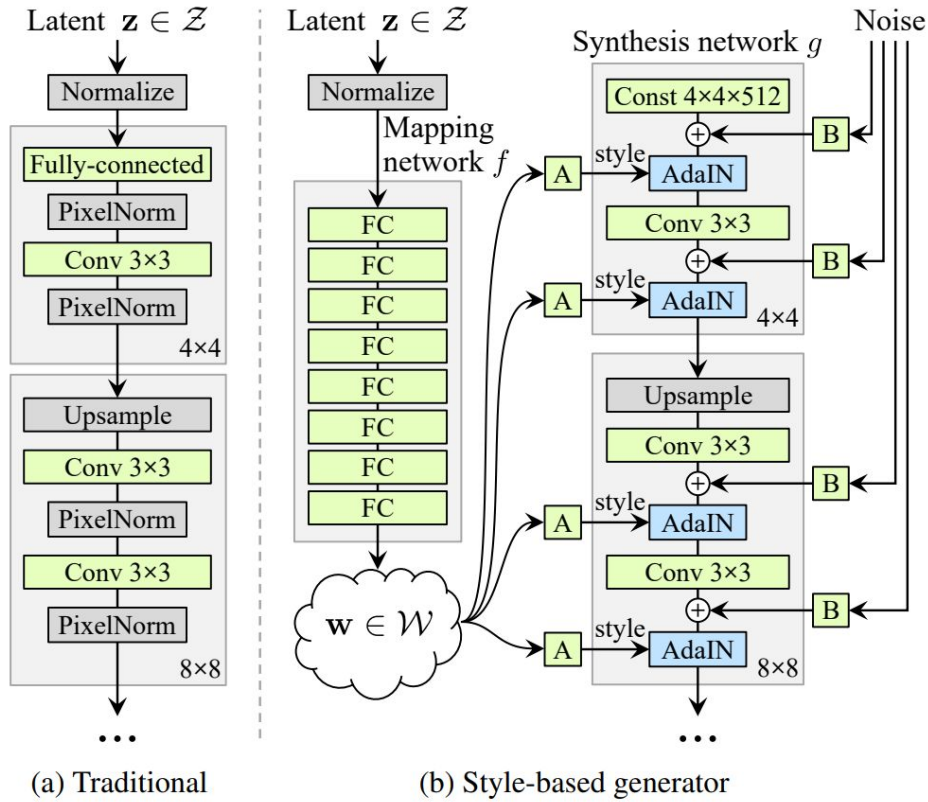 Latent z ∈ 𝒵
Normalize
Fully-connected
PixelNorm
Conv 3×3
PixelNorm
4×4
Upsample
Conv 3×3
PixelNorm
Conv 3×3
PixelNorm
8×8
...
(a) Traditional
Latent z ∈ 𝒵
Normalize
Mapping
network f
FC
FC
FC
FC
FC
FC
FC
FC
w ∈ 𝒲
A
style
A
style
A
style
A
style
Synthesis network g
Const 4×4×512
+
AdaIN
Conv 3×3
+
AdaIN
4×4
Upsample
Conv 3×3
+
AdaIN
Conv 3×3
+
AdaIN
8×8
...
Noise
B
B
B
B
(b) Style-based generator